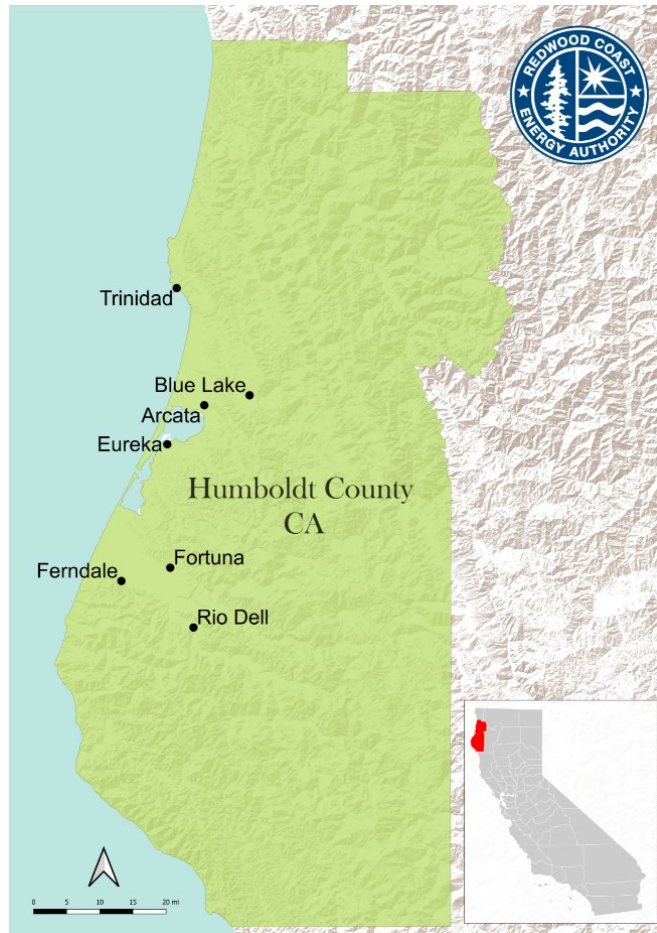 REDWOOD COAST
ENERGY AUTHORITY
Trinidad
Blue Lake
Arcata
Eureka
Humboldt County
CA
Fortuna
Ferndale
Rio Dell
0 5 10 15 20 mi